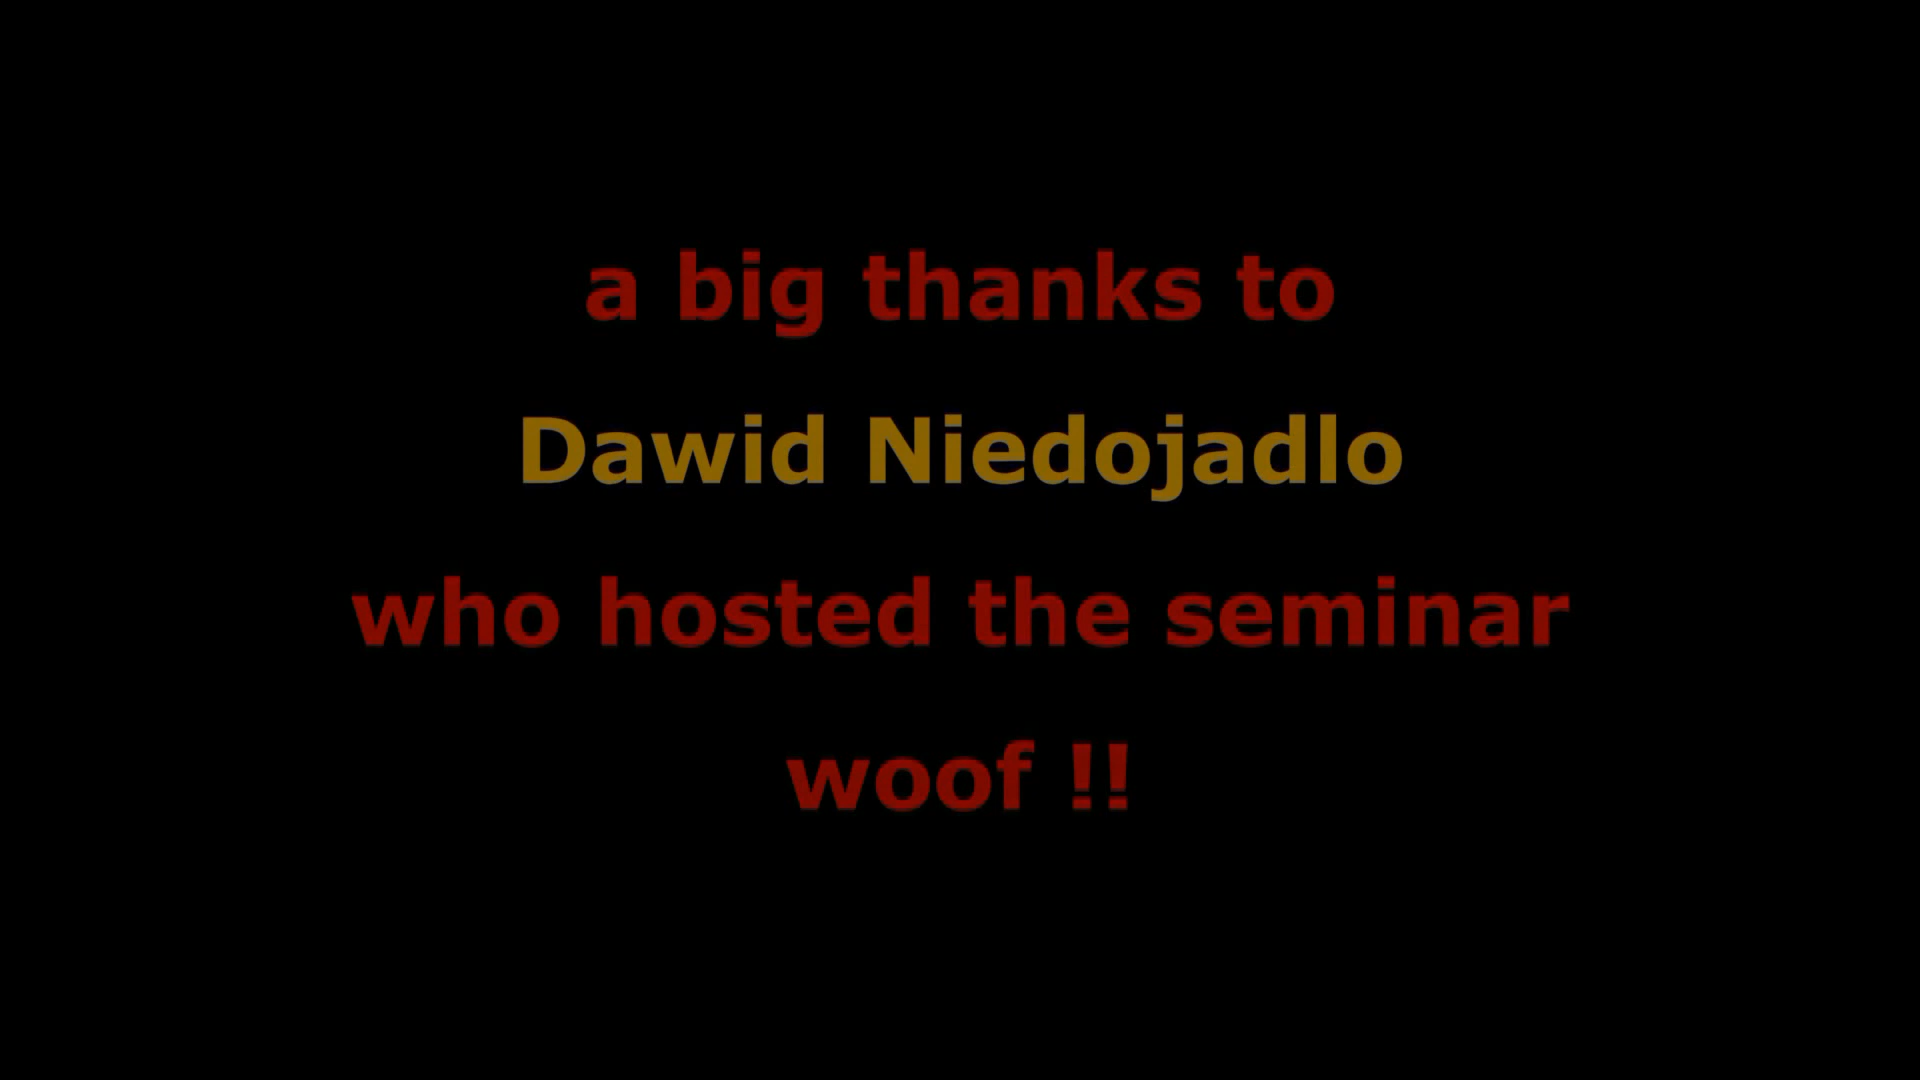 a big thanks to
Dawid Niedojadlo
who hosted the seminar
woof !!